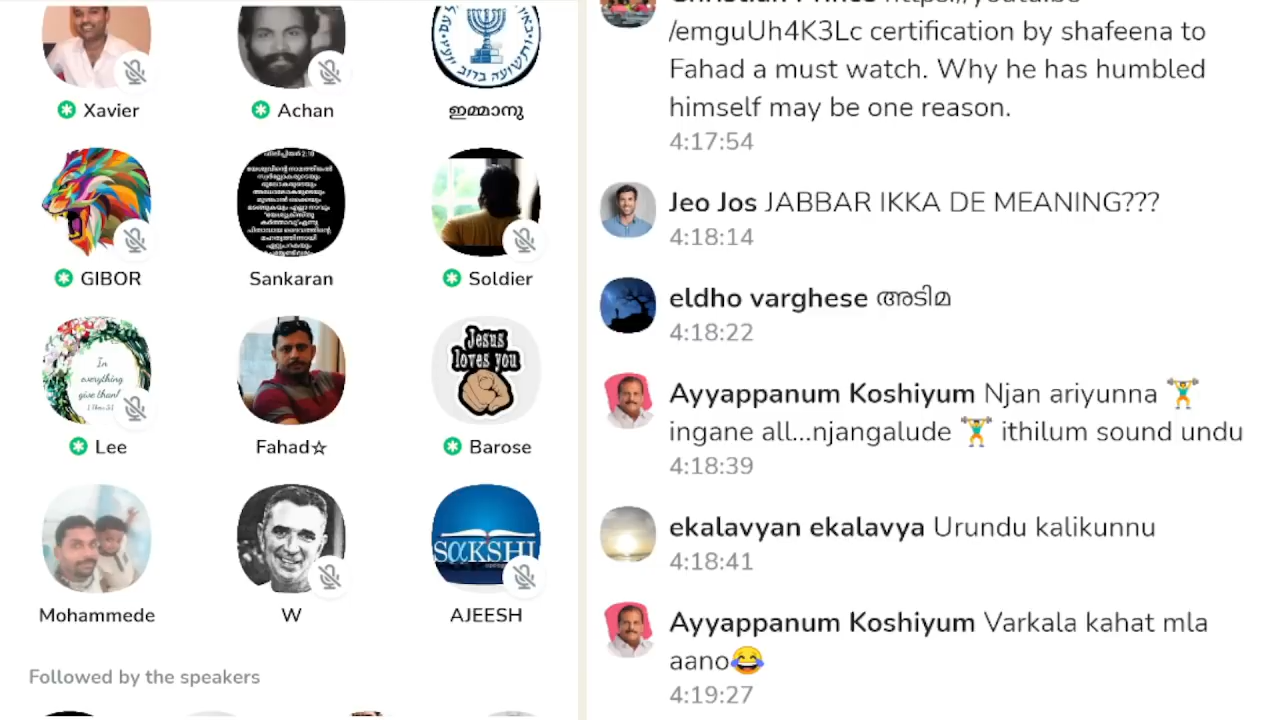 Xavier
Achan
ഇമ്മാനു
GIBOR
Sankaran
Soldier
In
everything
give thank
Jesus
loves you
Lee
Fahad☆
Barose
SαKSHI
Mohammede
W
AJEESH
Followed by the speakers
/emguUh4K3Lc certification by shafeena to
Fahad a must watch. Why he has humbled
himself may be one reason.
4:17:54
Jeo Jos JABBAR IKKA DE MEANING???
4:18:14
eldho varghese അടിമ
4:18:22
Ayyappanum Koshiyum Njan ariyunna 🏋️
ingane all...njangalude 🏋️ ithilum sound undu
4:18:39
ekalavyan ekalavya Urundu kalikunnu
4:18:41
Ayyappanum Koshiyum Varkala kahat mla
aano😂
4:19:27